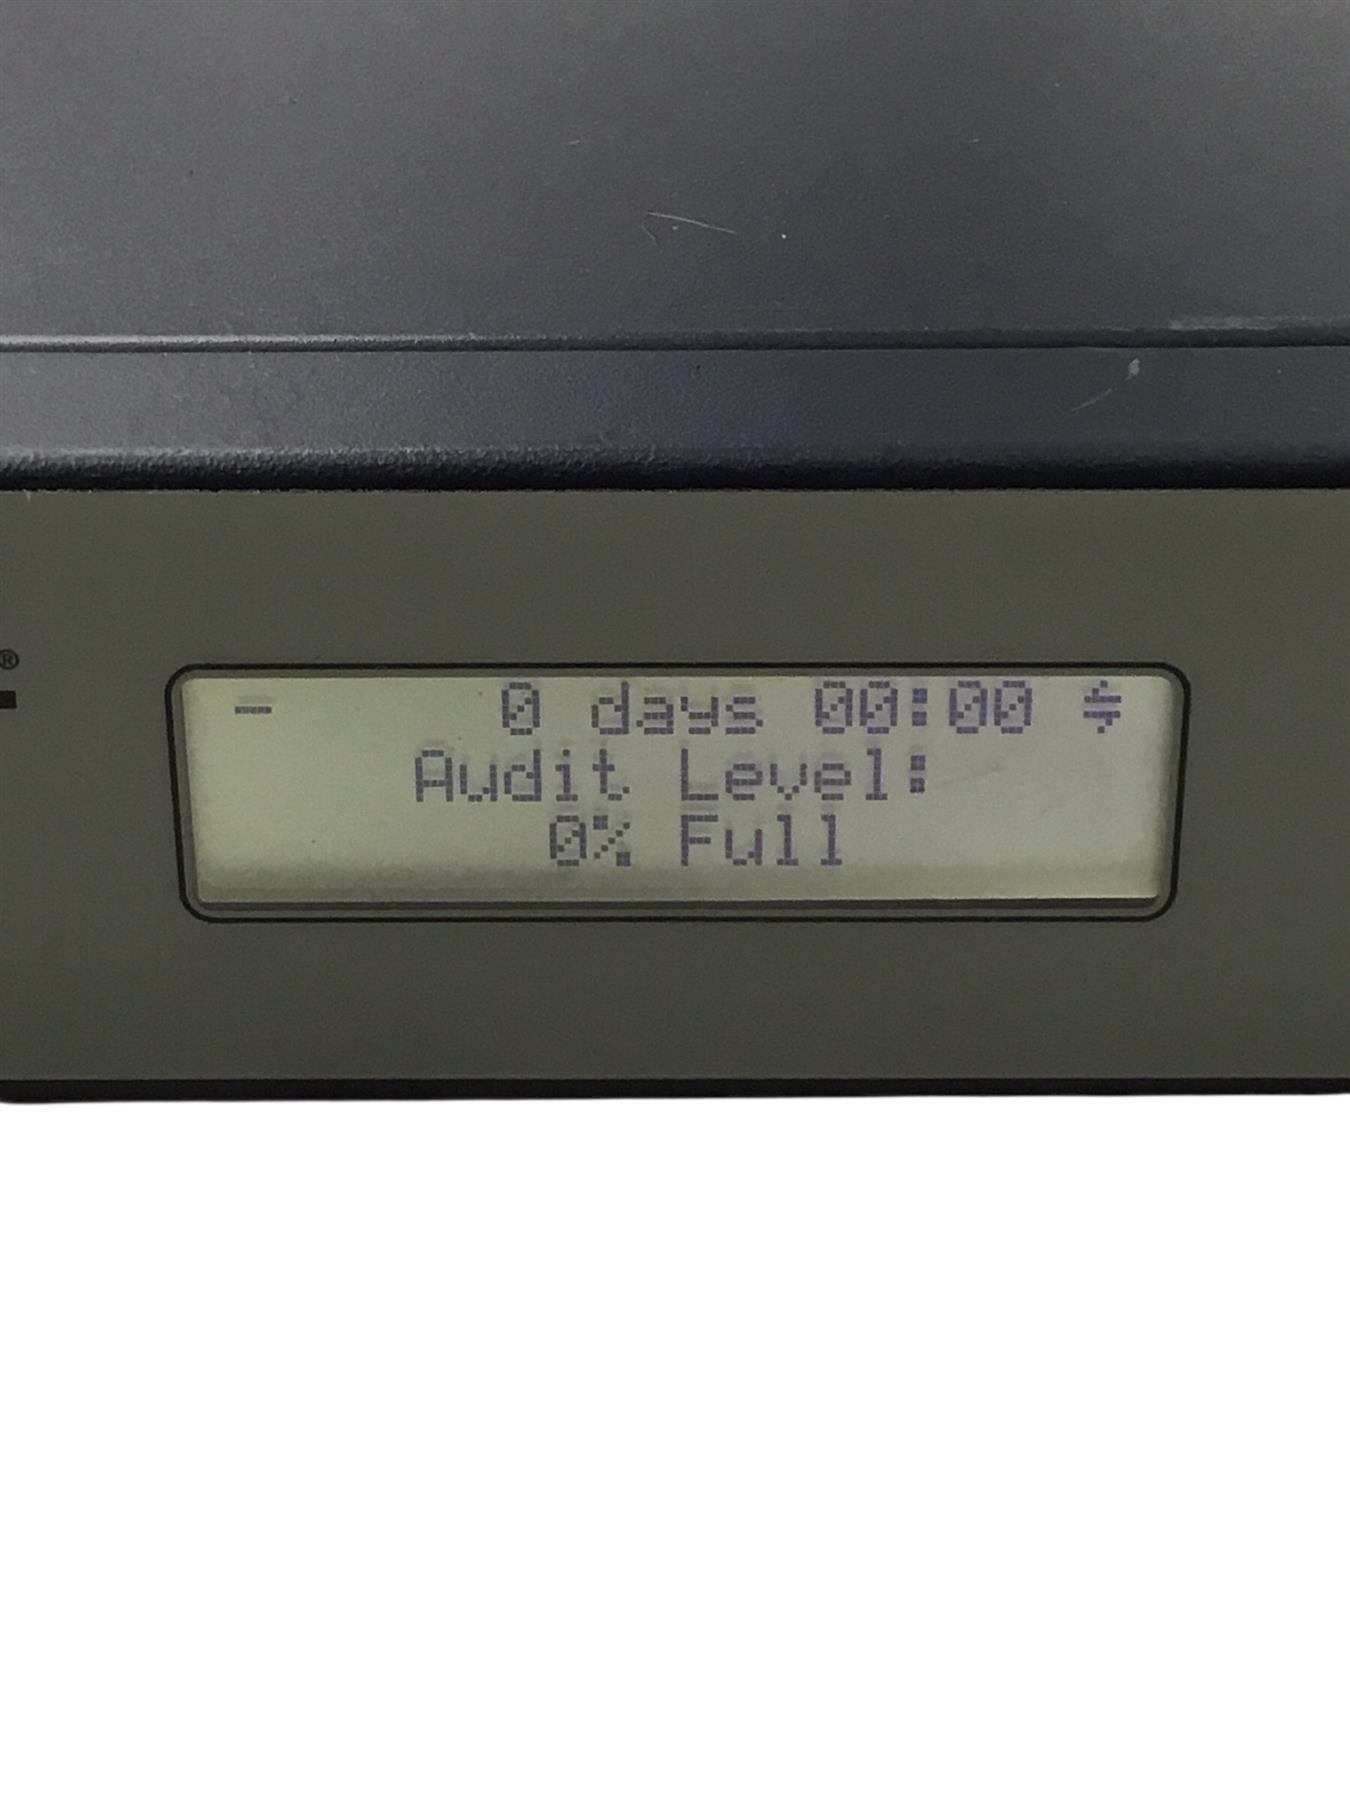 ®
- 0 days 00:00 ⇋
Audit Level:
0% Full